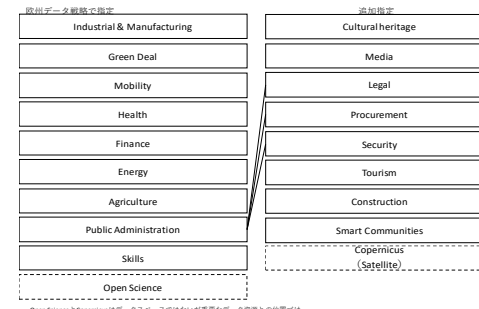 欧州データ戦略で指定
Industrial & Manufacturing
Green Deal
Mobility
Health
Finance
Energy
Agriculture
Public Administration
Skills
Open Science
追加指定
Cultural heritage
Media
Legal
Procurement
Security
Tourism
Construction
Smart Communities
Copernicus
（Satellite）